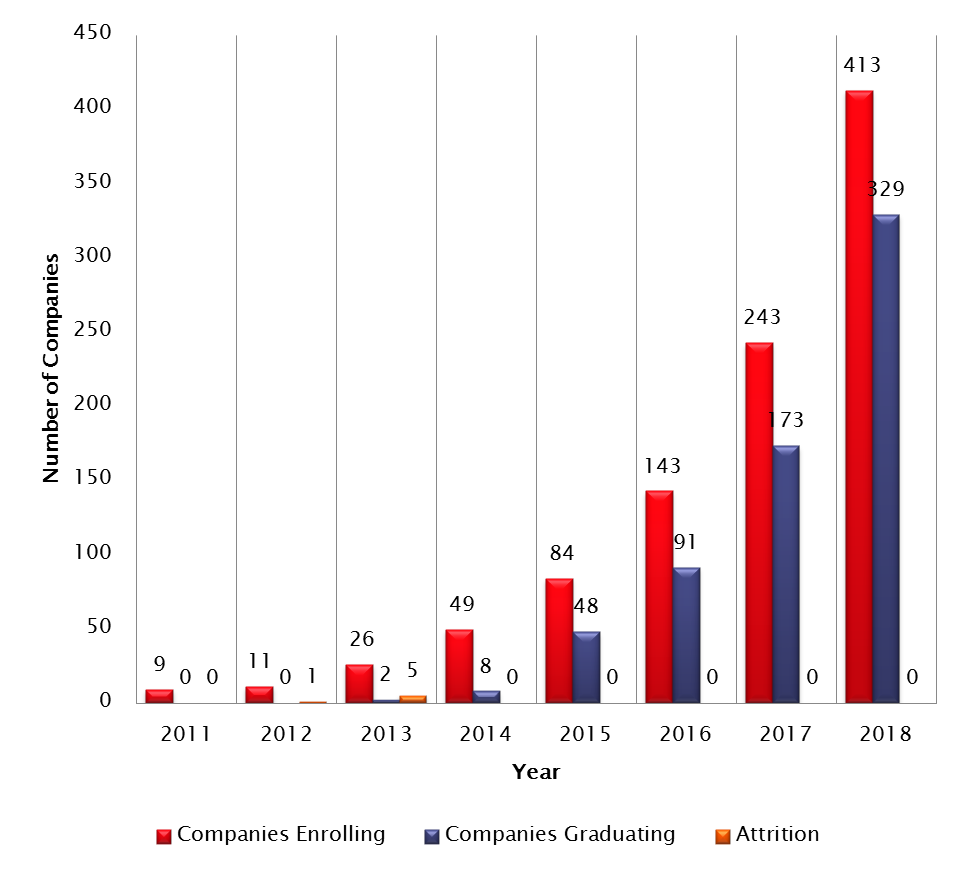 450
400
350
300
250
200
150
100
50
0
Number of Companies
9 0 0
11 0 1
26 2 5
49 8 0
84 48 0
143 91 0
243 173 0
413 329 0
2011 2012 2013 2014 2015 2016 2017 2018
Year
Companies Enrolling Companies Graduating Attrition